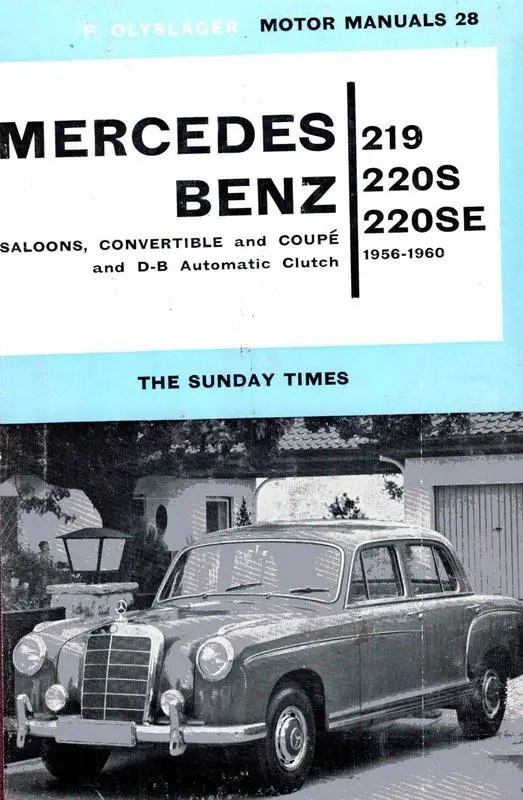 P. OLYSLAGER MOTOR MANUALS 28
MERCEDES
BENZ
219
220S
220SE
1956-1960
SALOONS, CONVERTIBLE and COUPÉ
and D-B Automatic Clutch
THE SUNDAY TIMES